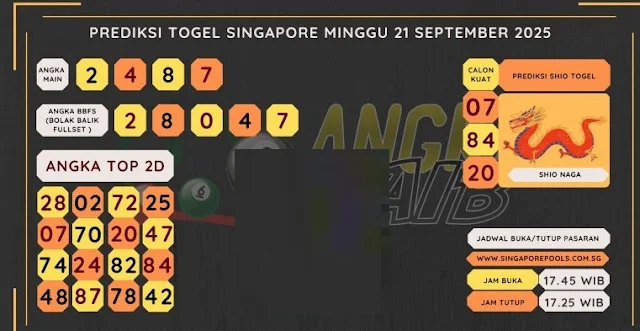 PREDIKSI TOGEL SINGAPORE MINGGU 21 SEPTEMBER 2025
ANGKA MAIN
2 4 8 7
ANGKA BBFS
(BOLAK BALIK
FULLSET )
2 8 0 4 7
ANGKA TOP 2D
28 02 72 25
07 70 20 47
74 24 82 84
48 87 78 42
6
CALON
KUAT
07
84
20
PREDIKSI SHIO TOGEL
SHIO NAGA
JADWAL BUKA/TUTUP PASARAN
WWW.SINGAPOREPOOLS.COM.SG
JAM BUKA 17.45 WIB
JAM TUTUP 17.25 WIB